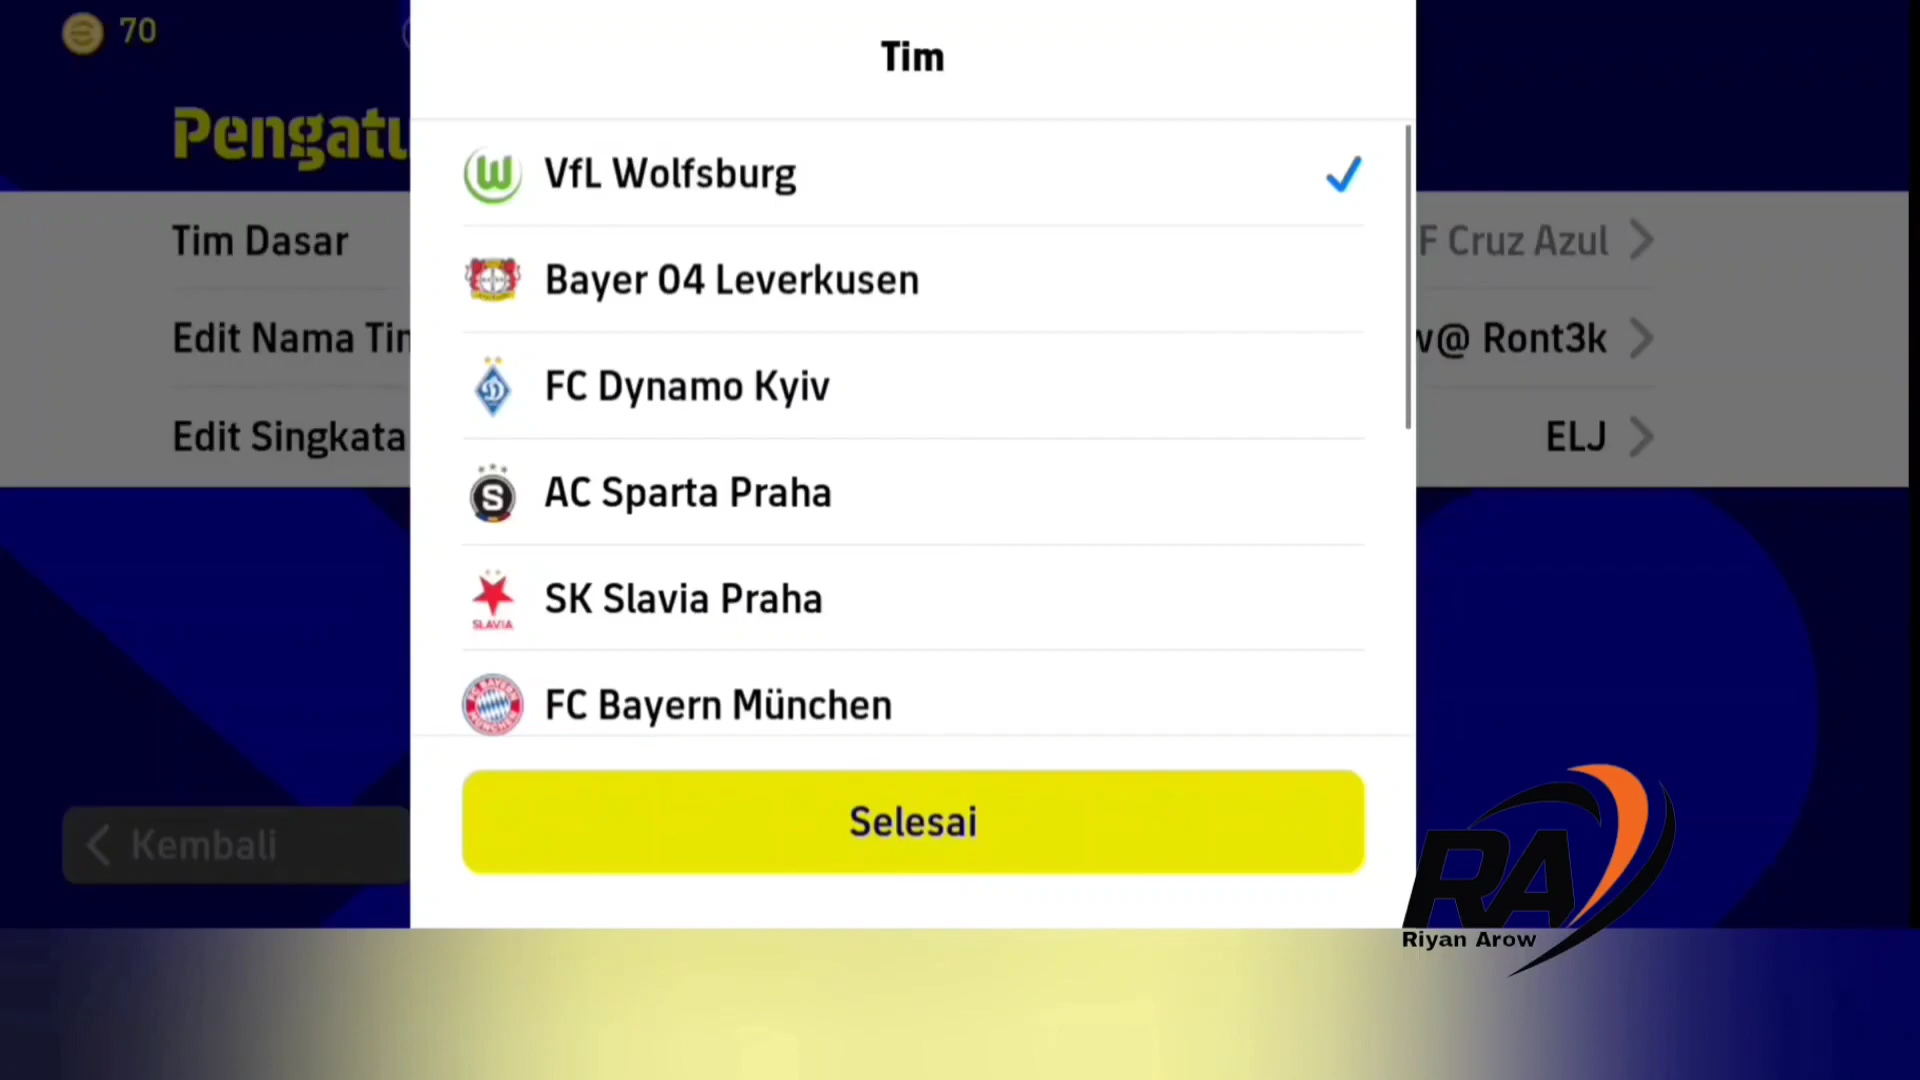 70
Tim
Pengatu
VfL Wolfsburg
Tim Dasar
F Cruz Azul
Bayer 04 Leverkusen
Edit Nama Tim
@ Ront3k
FC Dynamo Kyiv
Edit Singkata
ELJ
AC Sparta Praha
SK Slavia Praha
SLAVIA
FC Bayern München
Selesai
Kembali
RA
Riyan Arow